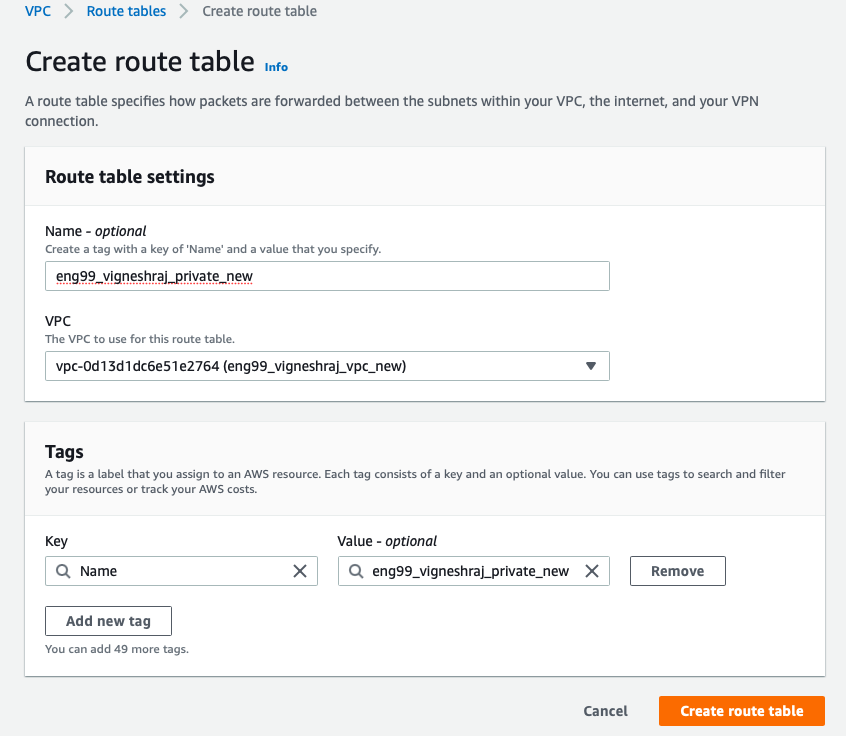 VPC > Route tables > Create route table
Create route table Info
A route table specifies how packets are forwarded between the subnets within your VPC, the internet, and your VPN
connection.
Route table settings
Name - optional
Create a tag with a key of 'Name' and a value that you specify.
eng99_vigneshraj_private_new
VPC
The VPC to use for this route table.
vpc-0d13d1dc6e51e2764 (eng99_vigneshraj_vpc_new)
Tags
A tag is a label that you assign to an AWS resource. Each tag consists of a key and an optional value. You can use tags to search and filter
your resources or track your AWS costs.
Key Value - optional
Name eng99_vigneshraj_private_new Remove
Add new tag
You can add 49 more tags.
Cancel Create route table